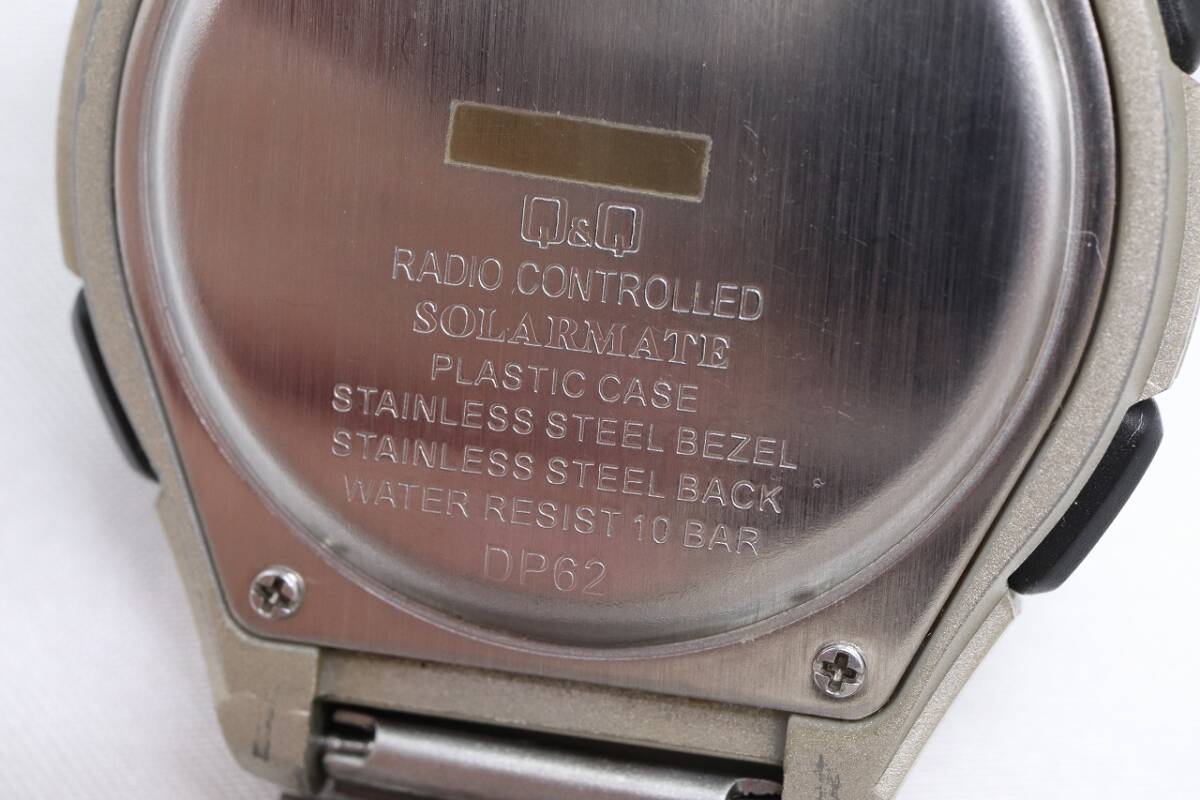 Q&Q
RADIO CONTROLLED
SOLARMATE
PLASTIC CASE
STAINLESS STEEL BEZEL
STAINLESS STEEL BACK
WATER RESIST 10 BAR
DP62